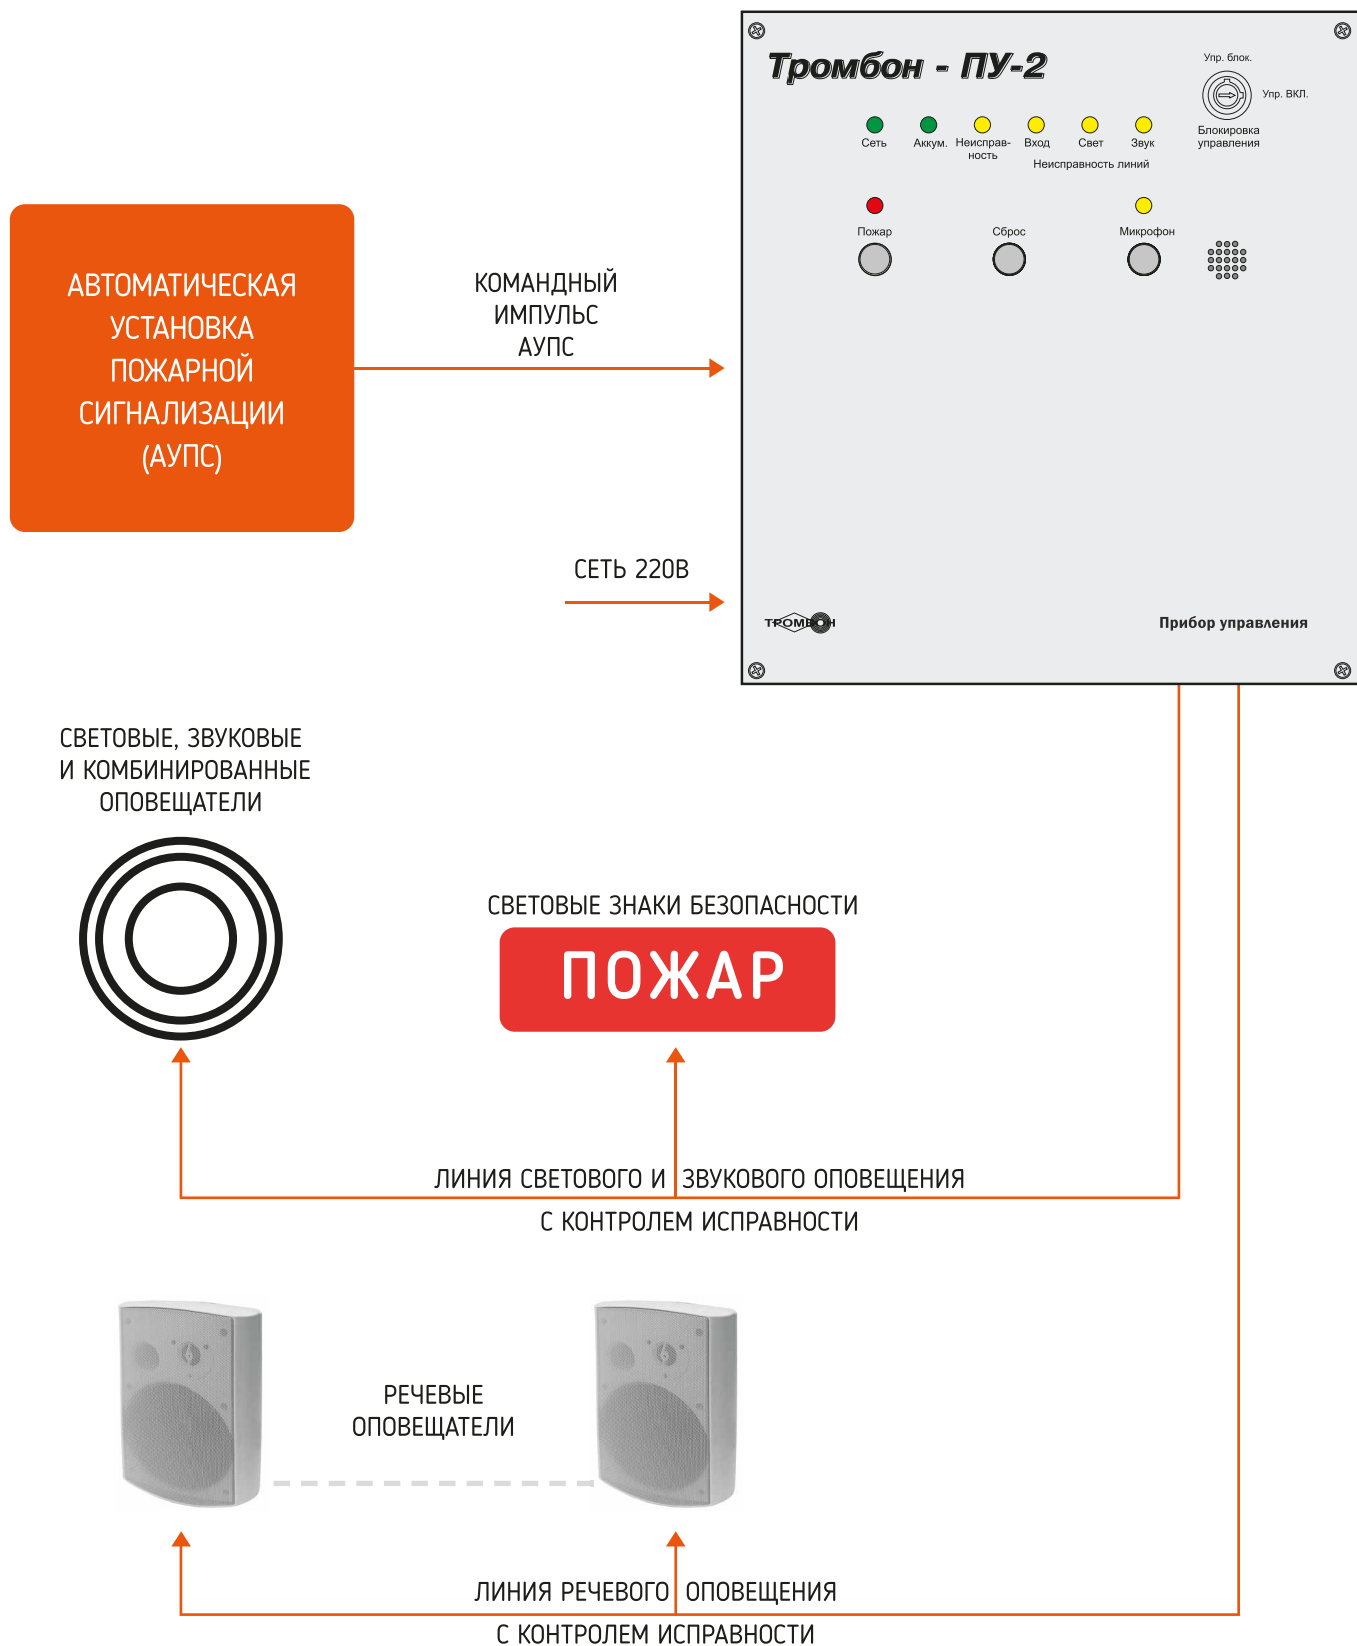 Тромбон - ПУ-2
Упр. блок.
Упр. ВКЛ.
Блокировка
управления
Сеть
Аккум.
Неисправ-
ность
Вход
Свет
Звук
Неисправность линий
Пожар
Сброс
Микрофон
АВТОМАТИЧЕСКАЯ
УСТАНОВКА
ПОЖАРНОЙ
СИГНАЛИЗАЦИИ
(АУПС)
КОМАНДНЫЙ
ИМПУЛЬС
АУПС
СЕТЬ 220В
ТРОМБОН
Прибор управления
СВЕТОВЫЕ, ЗВУКОВЫЕ
И КОМБИНИРОВАННЫЕ
ОПОВЕЩАТЕЛИ
СВЕТОВЫЕ ЗНАКИ БЕЗОПАСНОСТИ
ПОЖАР
ЛИНИЯ СВЕТОВОГО И ЗВУКОВОГО ОПОВЕЩЕНИЯ
С КОНТРОЛЕМ ИСПРАВНОСТИ
РЕЧЕВЫЕ
ОПОВЕЩАТЕЛИ
ЛИНИЯ РЕЧЕВОГО ОПОВЕЩЕНИЯ
С КОНТРОЛЕМ ИСПРАВНОСТИ